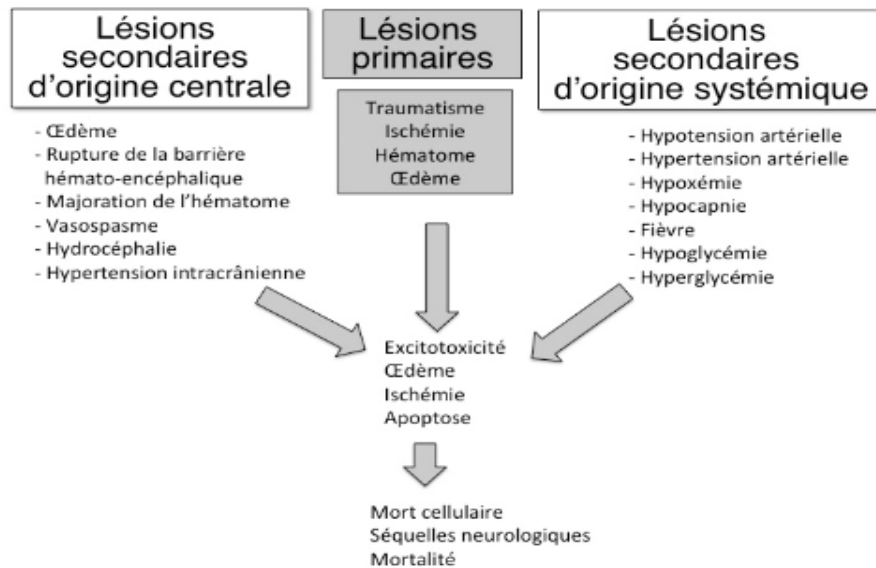 Lésions
secondaires
d'origine centrale
- Œdème
- Rupture de la barrière
hémato-encéphalique
- Majoration de l'hématome
- Vasospasme
- Hydrocéphalie
- Hypertension intracrânienne
Lésions
primaires
Traumatisme
Ischémie
Hématome
Œdème
Lésions
secondaires
d'origine systémique
- Hypotension artérielle
- Hypertension artérielle
- Hypoxémie
- Hypocapnie
- Fièvre
- Hypoglycémie
- Hyperglycémie
Excitotoxicité
Œdème
Ischémie
Apoptose
Mort cellulaire
Séquelles neurologiques
Mortalité